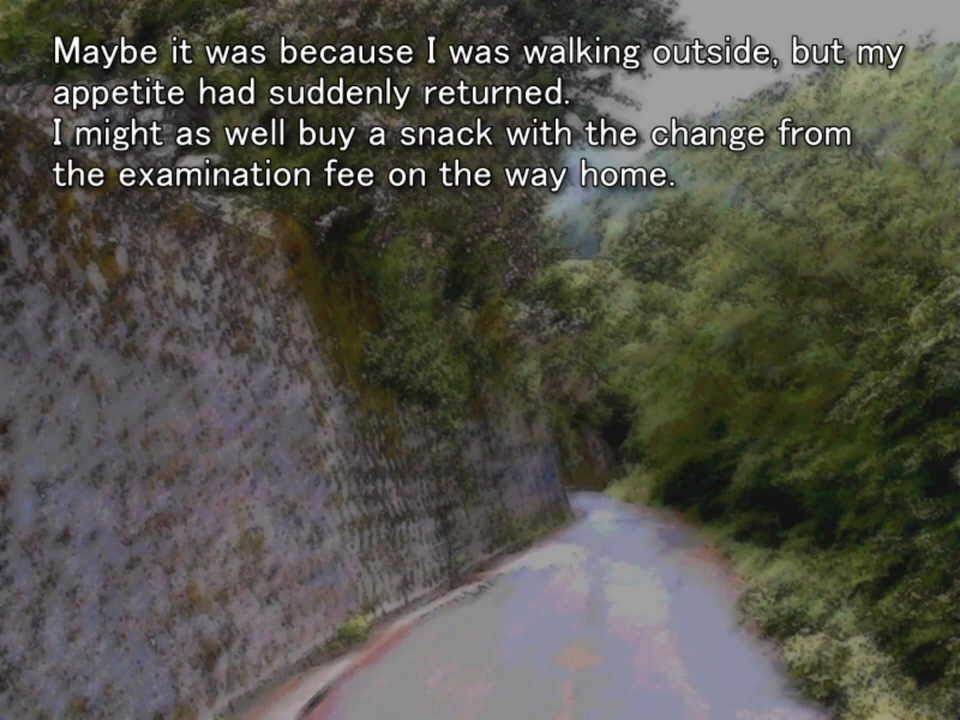 Maybe it was because I was walking outside, but my
appetite had suddenly returned.
I might as well buy a snack with the change from
the examination fee on the way home.